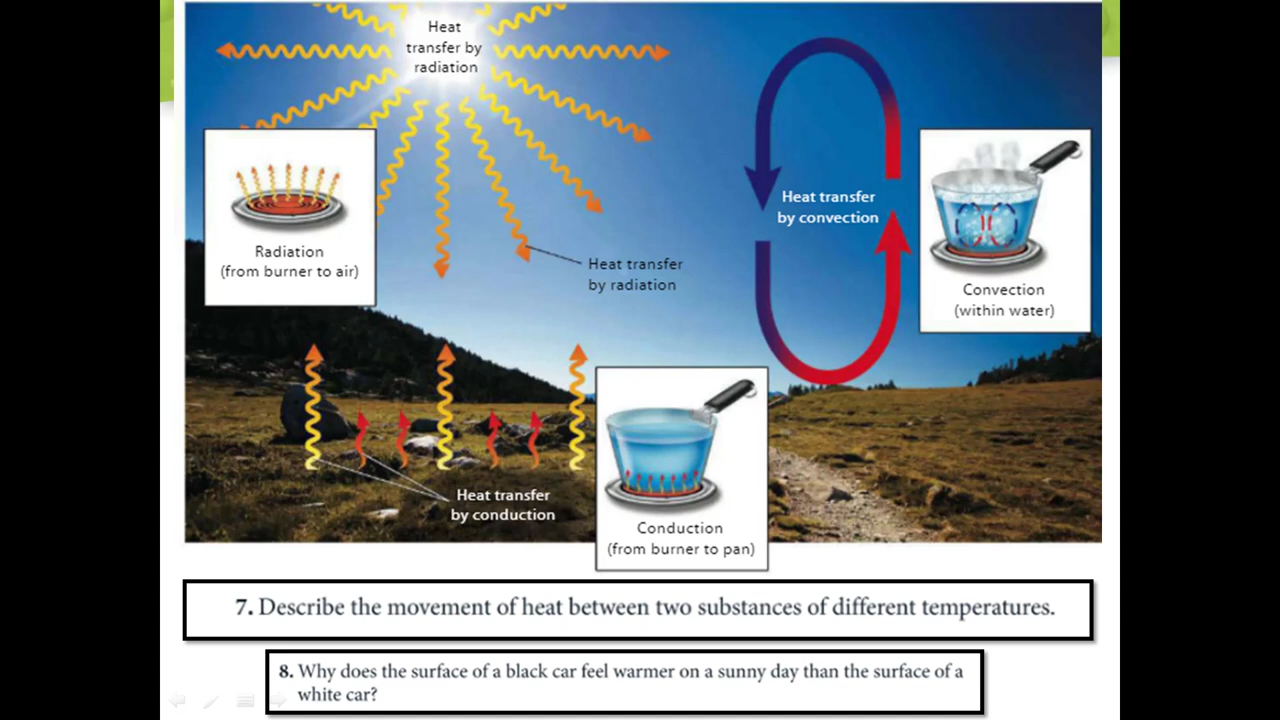 Heat
transfer by
radiation
Radiation
(from burner to air)
Heat transfer
by radiation
Heat transfer
by convection
Convection
(within water)
Heat transfer
by conduction
Conduction
(from burner to pan)
7. Describe the movement of heat between two substances of different temperatures.
8. Why does the surface of a black car feel warmer on a sunny day than the surface of a
white car?